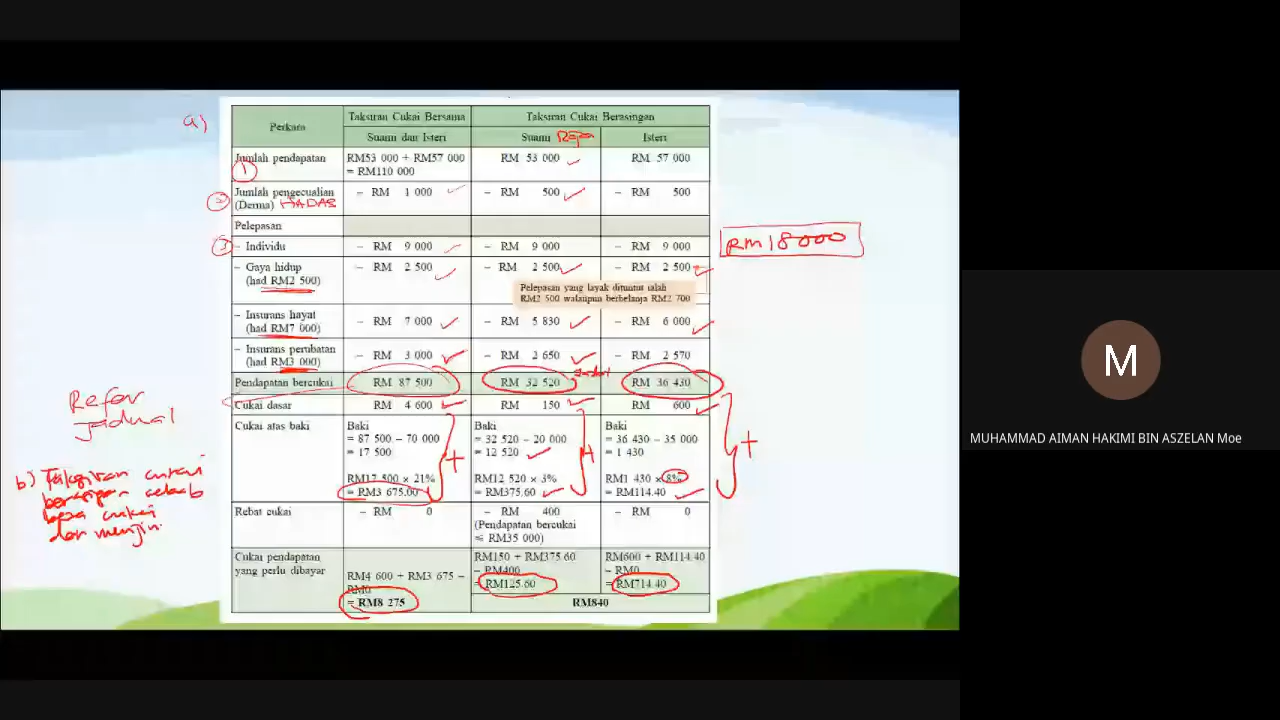 a)
Perkara
Taksiran Cukai Bersama
Taksiran Cukai Berasingan
Suami dan Isteri
Suami
Isteri
Jumlah pendapatan
1
RM53 000 + RM57 000
= RM110 000
RM 53 000
RM 57 000
2
Jumlah pengecualian
(Derma) HADAS
– RM 1 000
– RM 500
– RM 500
Pelepasan
3
– Individu
– RM 9 000
– RM 9 000
– RM 9 000
RM 18000
– Gaya hidup
(had RM2 500)
– RM 2 500
– RM 2 500
– RM 2 500
Pelepasan yang layak dituntut ialah
RM2 500 walaupun berbelanja RM2 700
– Insurans hayat
(had RM7 000)
– RM 7 000
– RM 5 830
– RM 6 000
– Insurans perubatan
(had RM3 000)
– RM 3 000
– RM 2 650
– RM 2 570
Pendapatan bercukai
RM 87 500
RM 32 520
RM 36 430
Refer
Jadual
Cukai dasar
RM 4 600
RM 150
RM 600
Cukai atas baki
Baki
= 87 500 – 70 000
= 17 500
RM17 500 x 21%
= RM3 675.00
+
Baki
= 32 520 – 20 000
= 12 520
RM12 520 x 3%
= RM375.60
+
Baki
= 36 430 – 35 000
= 1 430
RM1 430 x 8%
= RM114.40
+
b) Taksiran cukai
cukai
dan
Rebat cukai
– RM 0
– RM 400
(Pendapatan bercukai
≤ RM35 000)
– RM 0
Cukai pendapatan
yang perlu dibayar
RM4 600 + RM3 675 –
RM0
= RM8 275
RM150 + RM375.60
– RM400
= RM125.60
RM600 + RM114.40
– RM0
= RM714.40
RM840
M
MUHAMMAD AIMAN HAKIMI BIN ASZELAN Moe